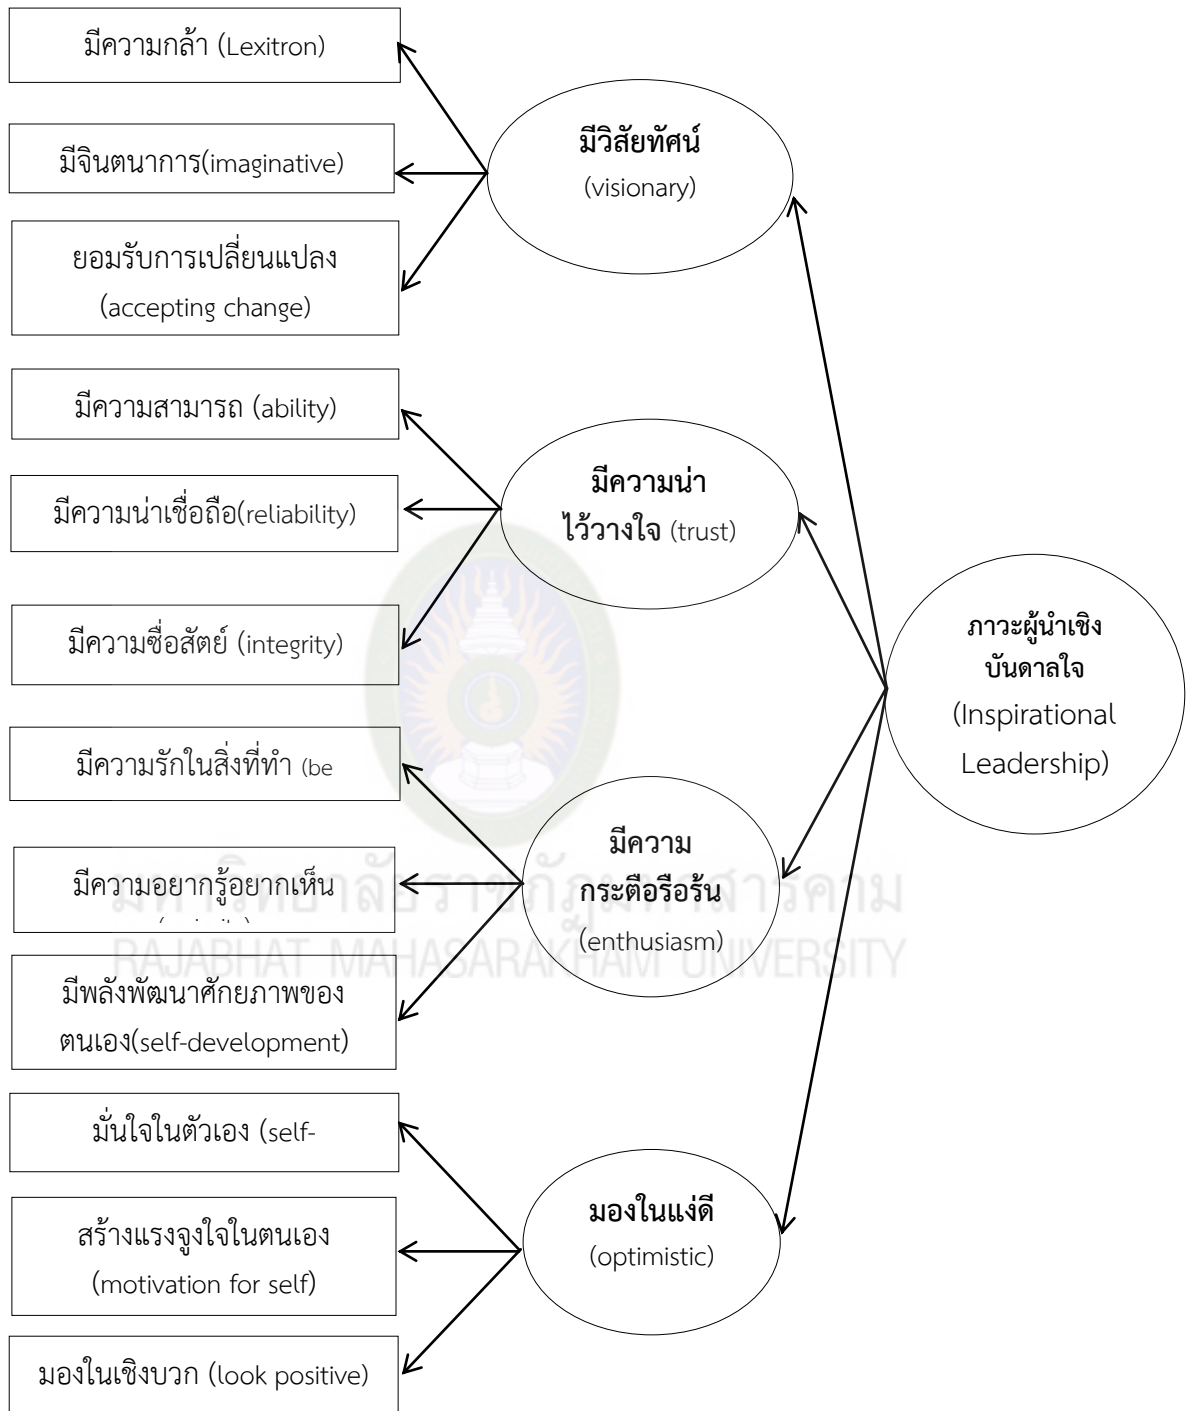 มีความกล้า (Lexitron)
มีจินตนาการ(imaginative)
ยอมรับการเปลี่ยนแปลง
(accepting change)
มีวิสัยทัศน์
(visionary)
มีความสามารถ (ability)
มีความน่าเชื่อถือ(reliability)
มีความซื่อสัตย์ (integrity)
มีความน่า
ไว้วางใจ (trust)
ภาวะผู้นำเชิง
บันดาลใจ
(Inspirational
Leadership)
มีความรักในสิ่งที่ทำ (be
มีความอยากรู้อยากเห็น
มีพลังพัฒนาศักยภาพของ
ตนเอง(self-development)
มีความ
กระตือรือร้น
(enthusiasm)
มหาวิทยาลัยราชภัฏมหาสารคาม
RAJABHAT MAHASARAKHAM UNIVERSITY
มั่นใจในตัวเอง (self-
สร้างแรงจูงใจในตนเอง
(motivation for self)
มองในเชิงบวก (look positive)
มองในแง่ดี
(optimistic)